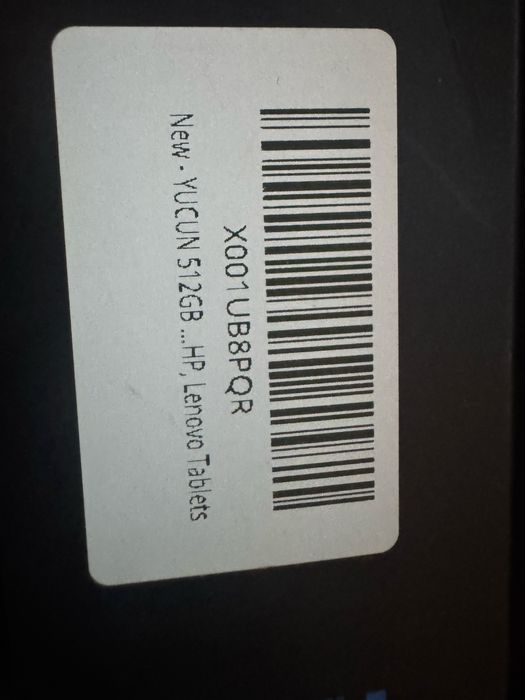 X001UB8PQR
New - YUCUN 512GB ...HP, Lenovo Tablets